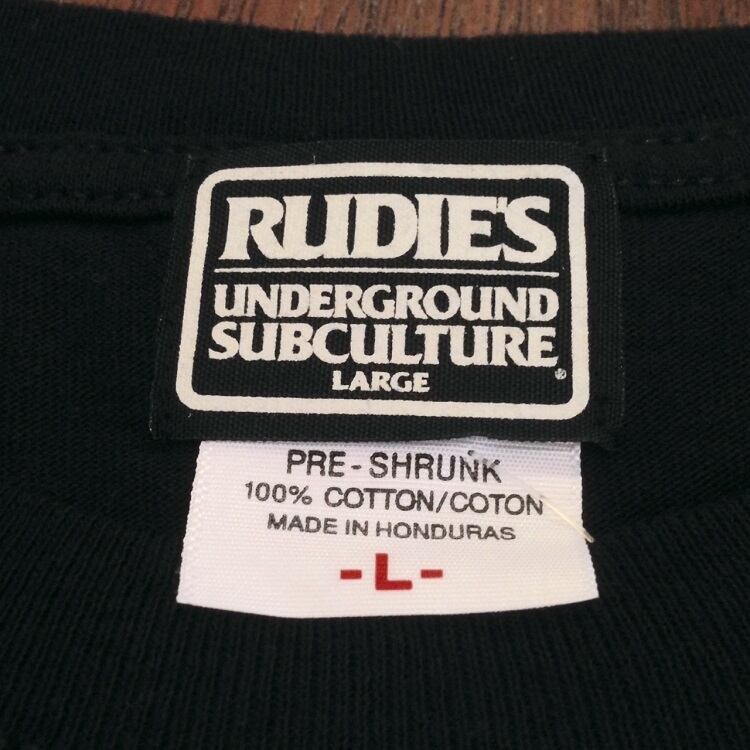 RUDIE'S
UNDERGROUND
SUBCULTURE
LARGE ®
PRE-SHRUNK
100% COTTON/COTON
MADE IN HONDURAS
-L-